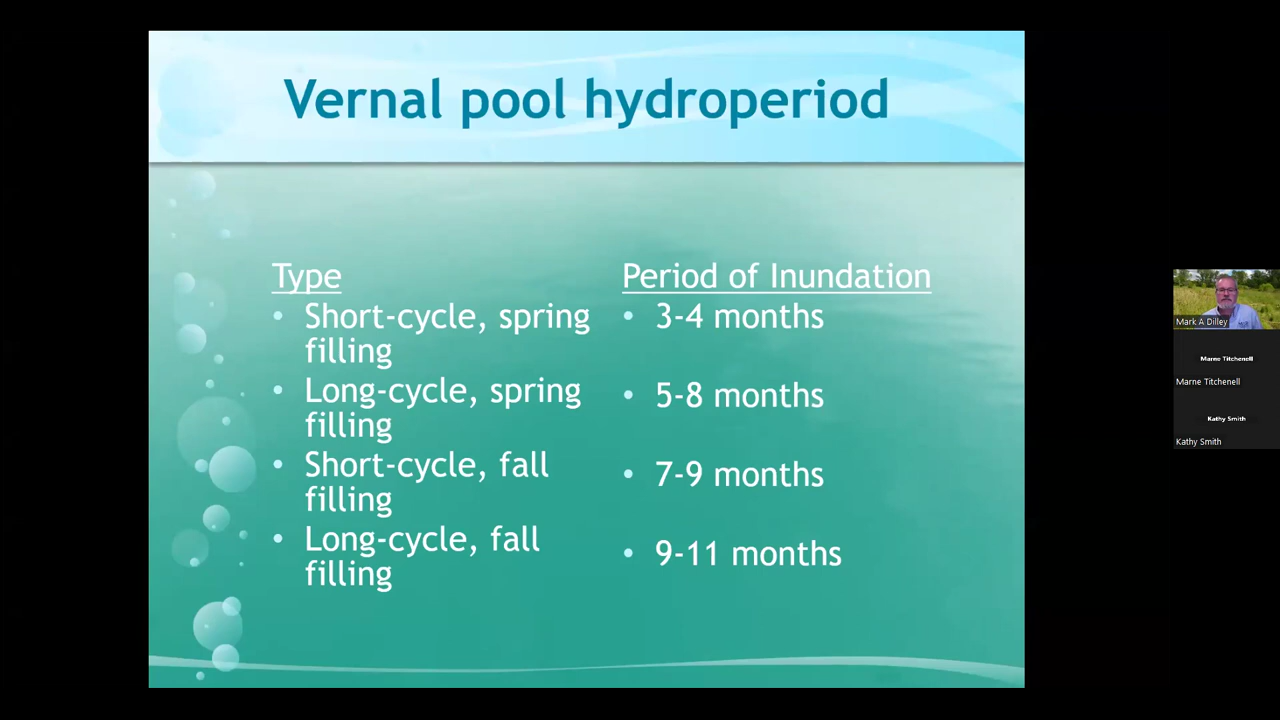 Vernal pool hydroperiod
Type
• Short-cycle, spring
filling
• Long-cycle, spring
filling
• Short-cycle, fall
filling
• Long-cycle, fall
filling
Period of Inundation
• 3-4 months
• 5-8 months
• 7-9 months
• 9-11 months
Mark A Dilley
Marne Titchenell
Marne Titchenell
Kathy Smith
Kathy Smith